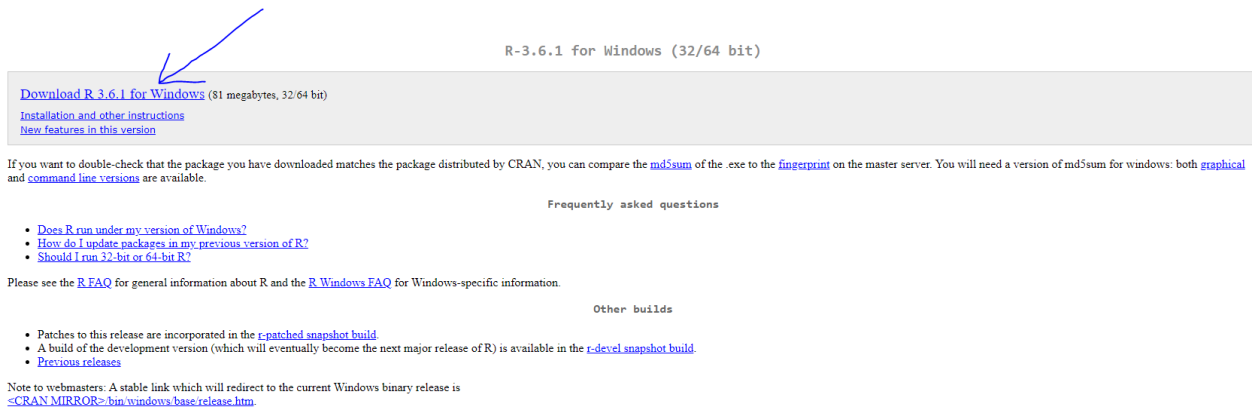 R-3.6.1 for Windows (32/64 bit)
Download R 3.6.1 for Windows (81 megabytes, 32/64 bit)
Installation and other instructions
New features in this version
If you want to double-check that the package you have downloaded matches the package distributed by CRAN, you can compare the md5sum of the .exe to the fingerprint on the master server. You will need a version of md5sum for windows: both graphical
and command line versions are available.
Frequently asked questions
• Does R run under my version of Windows?
• How do I update packages in my previous version of R?
• Should I run 32-bit or 64-bit R?
Please see the R FAQ for general information about R and the R Windows FAQ for Windows-specific information.
Other builds
• Patches to this release are incorporated in the r-patched snapshot build.
• A build of the development version (which will eventually become the next major release of R) is available in the r-devel snapshot build.
• Previous releases
Note to webmasters: A stable link which will redirect to the current Windows binary release is
<CRAN MIRROR>/bin/windows/base/release.htm.